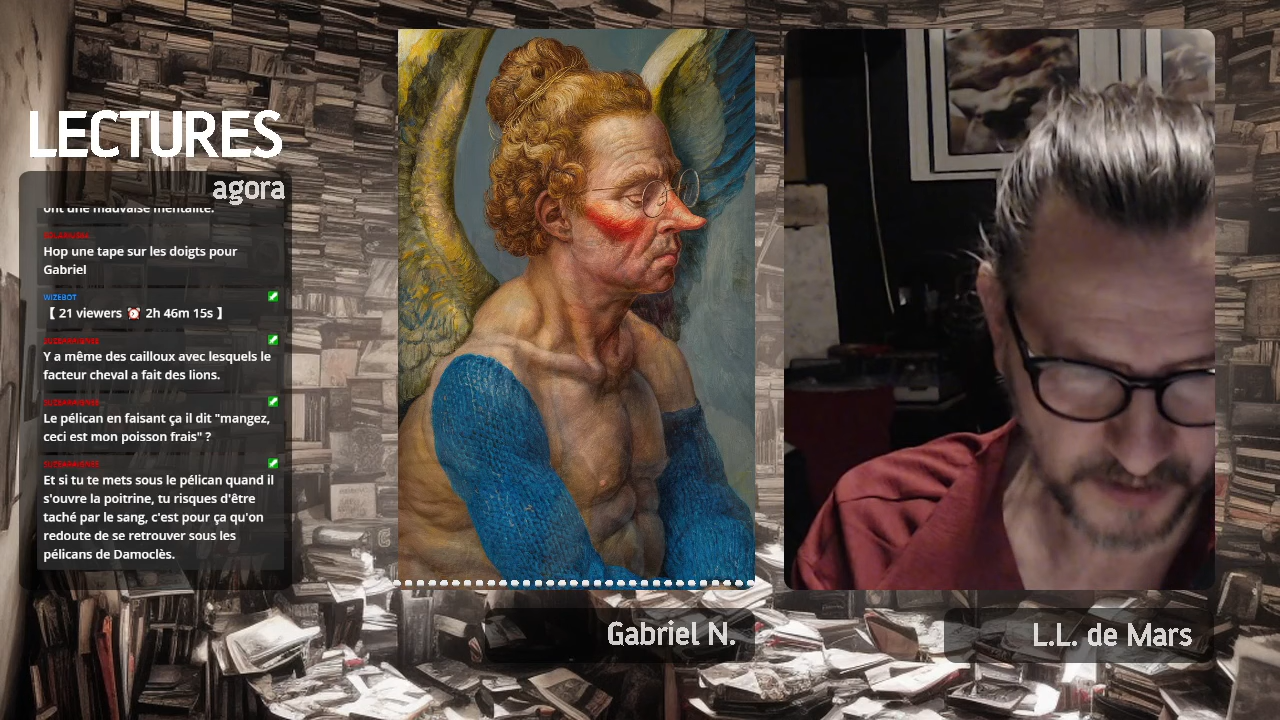 LECTURES
agora
ont une mauvaise mentalité.
Hop une tape sur les doigts pour
Gabriel
WIZEBOT
【 21 viewers ⏰ 2h 46m 15s 】
Y a même des cailloux avec lesquels le
facteur cheval a fait des lions.
Le pélican en faisant ça il dit "mangez,
ceci est mon poisson frais" ?
Et si tu te mets sous le pélican quand il
s'ouvre la poitrine, tu risques d'être
taché par le sang, c'est pour ça qu'on
redoute de se retrouver sous les
pélicans de Damoclès.
Gabriel N.
L.L. de Mars